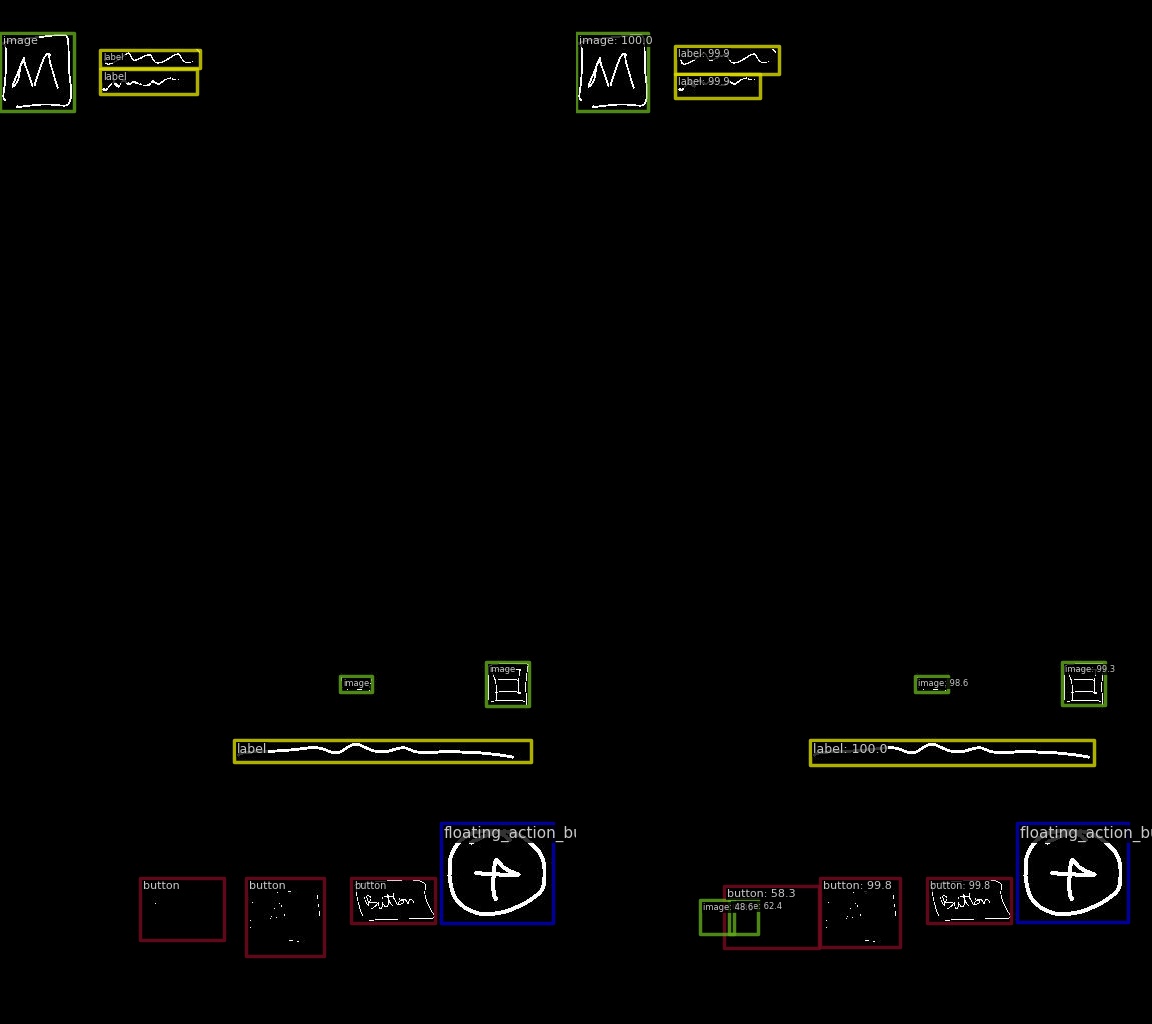 image image: 100.0
label label: 99.9
label label: 99.9
M M
image image: 99.3
image image: 98.6
label label: 100.0
floating_action_bu floating_action_bu
button button button button: 58.3 button: 99.8 button: 99.8
Button Button
image: 48.6 e: 62.4